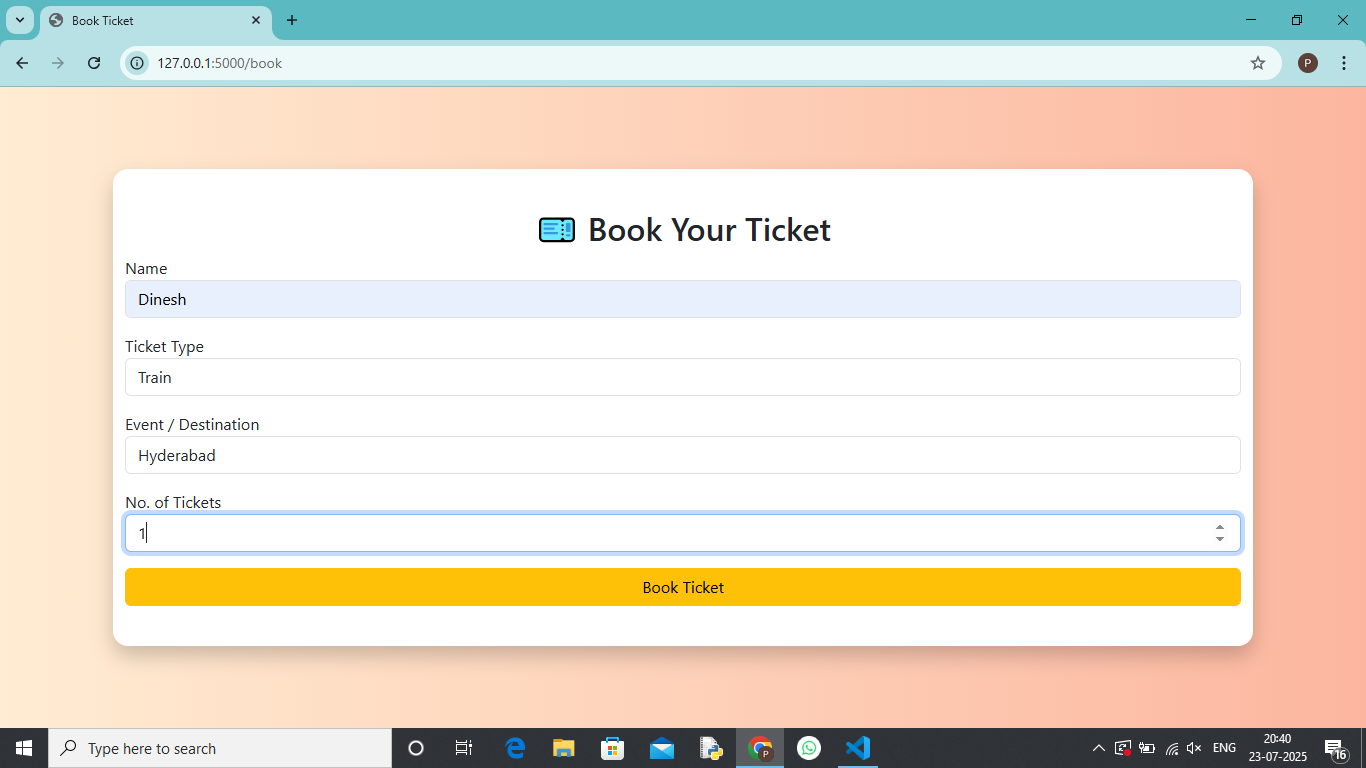 Book Ticket
127.0.0.1:5000/book
P
Book Your Ticket
Name
Dinesh
Ticket Type
Train
Event / Destination
Hyderabad
No. of Tickets
1
Book Ticket
Type here to search
P
ENG
20:40
23-07-2025
16